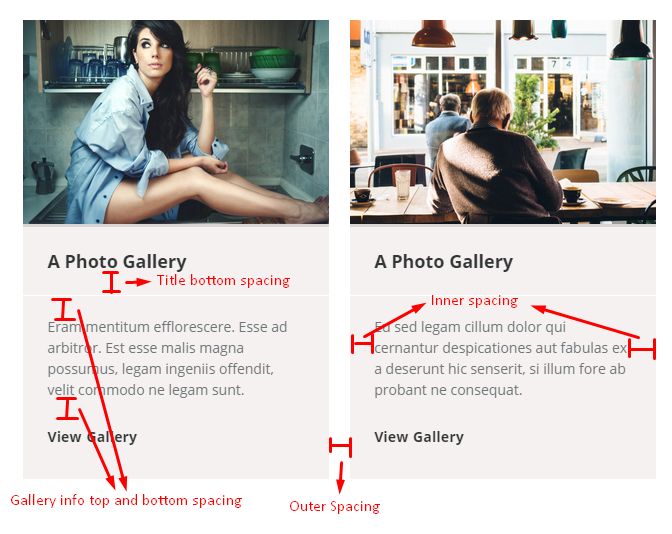 A Photo Gallery
Title bottom spacing
Eram mentitum efflorescere. Esse ad
arbitror. Est esse malis magna
possumus, legam ingeniis offendit,
velit commodo ne legam sunt.
View Gallery
Gallery info top and bottom spacing
A Photo Gallery
Inner spacing
Ed sed legam cillum dolor qui
cernantur despicationes aut fabulas ex
a deserunt hic senserit, si illum fore ab
probant ne consequat.
View Gallery
Outer Spacing